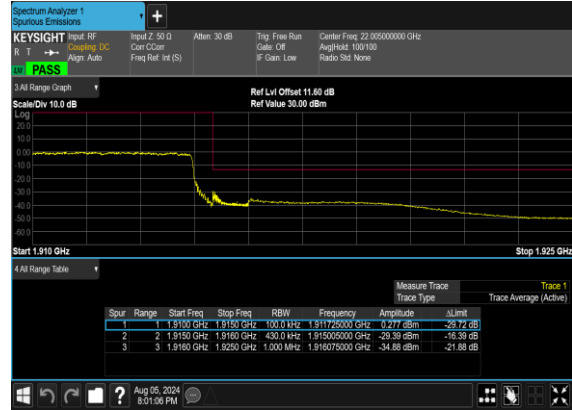 Spectrum Analyzer 1
Spurious Emissions
KEYSIGHT Input: RF Input Z: 50 Ω Atten: 30 dB Trig: Free Run Center Freq: 22.005000000 GHz
R T Coupling: DC Corr CCorr Gate: Off Avg|Hold: 100/100
Align: Auto Freq Ref: Int (S) IF Gain: Low Radio Std: None
PASS
3 All Range Graph
Ref Lvl Offset 11.60 dB
Scale/Div 10.0 dB Ref Value 30.00 dBm
Log
20.0
10.0
0.00
-10.0
-20.0
-30.0
-40.0
-50.0
-60.0
Start 1.910 GHz Stop 1.925 GHz
4 All Range Table
Measure Trace Trace 1
Trace Type Trace Average (Active)
Spur Range Start Freq Stop Freq RBW Frequency Amplitude ΔLimit
1 1 1.9100 GHz 1.9150 GHz 100.0 kHz 1.911725000 GHz 0.277 dBm -29.72 dB
2 2 1.9150 GHz 1.9160 GHz 430.0 kHz 1.915005000 GHz -29.39 dBm -16.39 dB
3 3 1.9160 GHz 1.9250 GHz 1.000 MHz 1.916075000 GHz -34.88 dBm -21.88 dB
?
Aug 05, 2024
8:01:06 PM